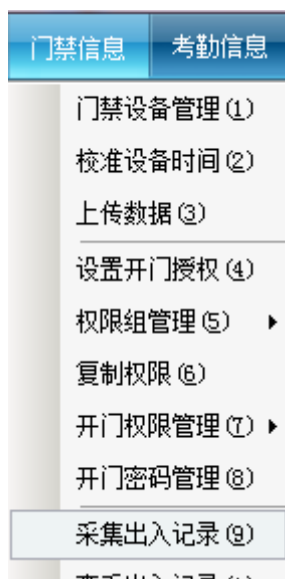 门禁信息 考勤信息
门禁设备管理(1)
校准设备时间(2)
上传数据(3)
设置开门授权(4)
权限组管理(5)
复制权限(6)
开门权限管理(7)
开门密码管理(8)
采集出入记录(9)